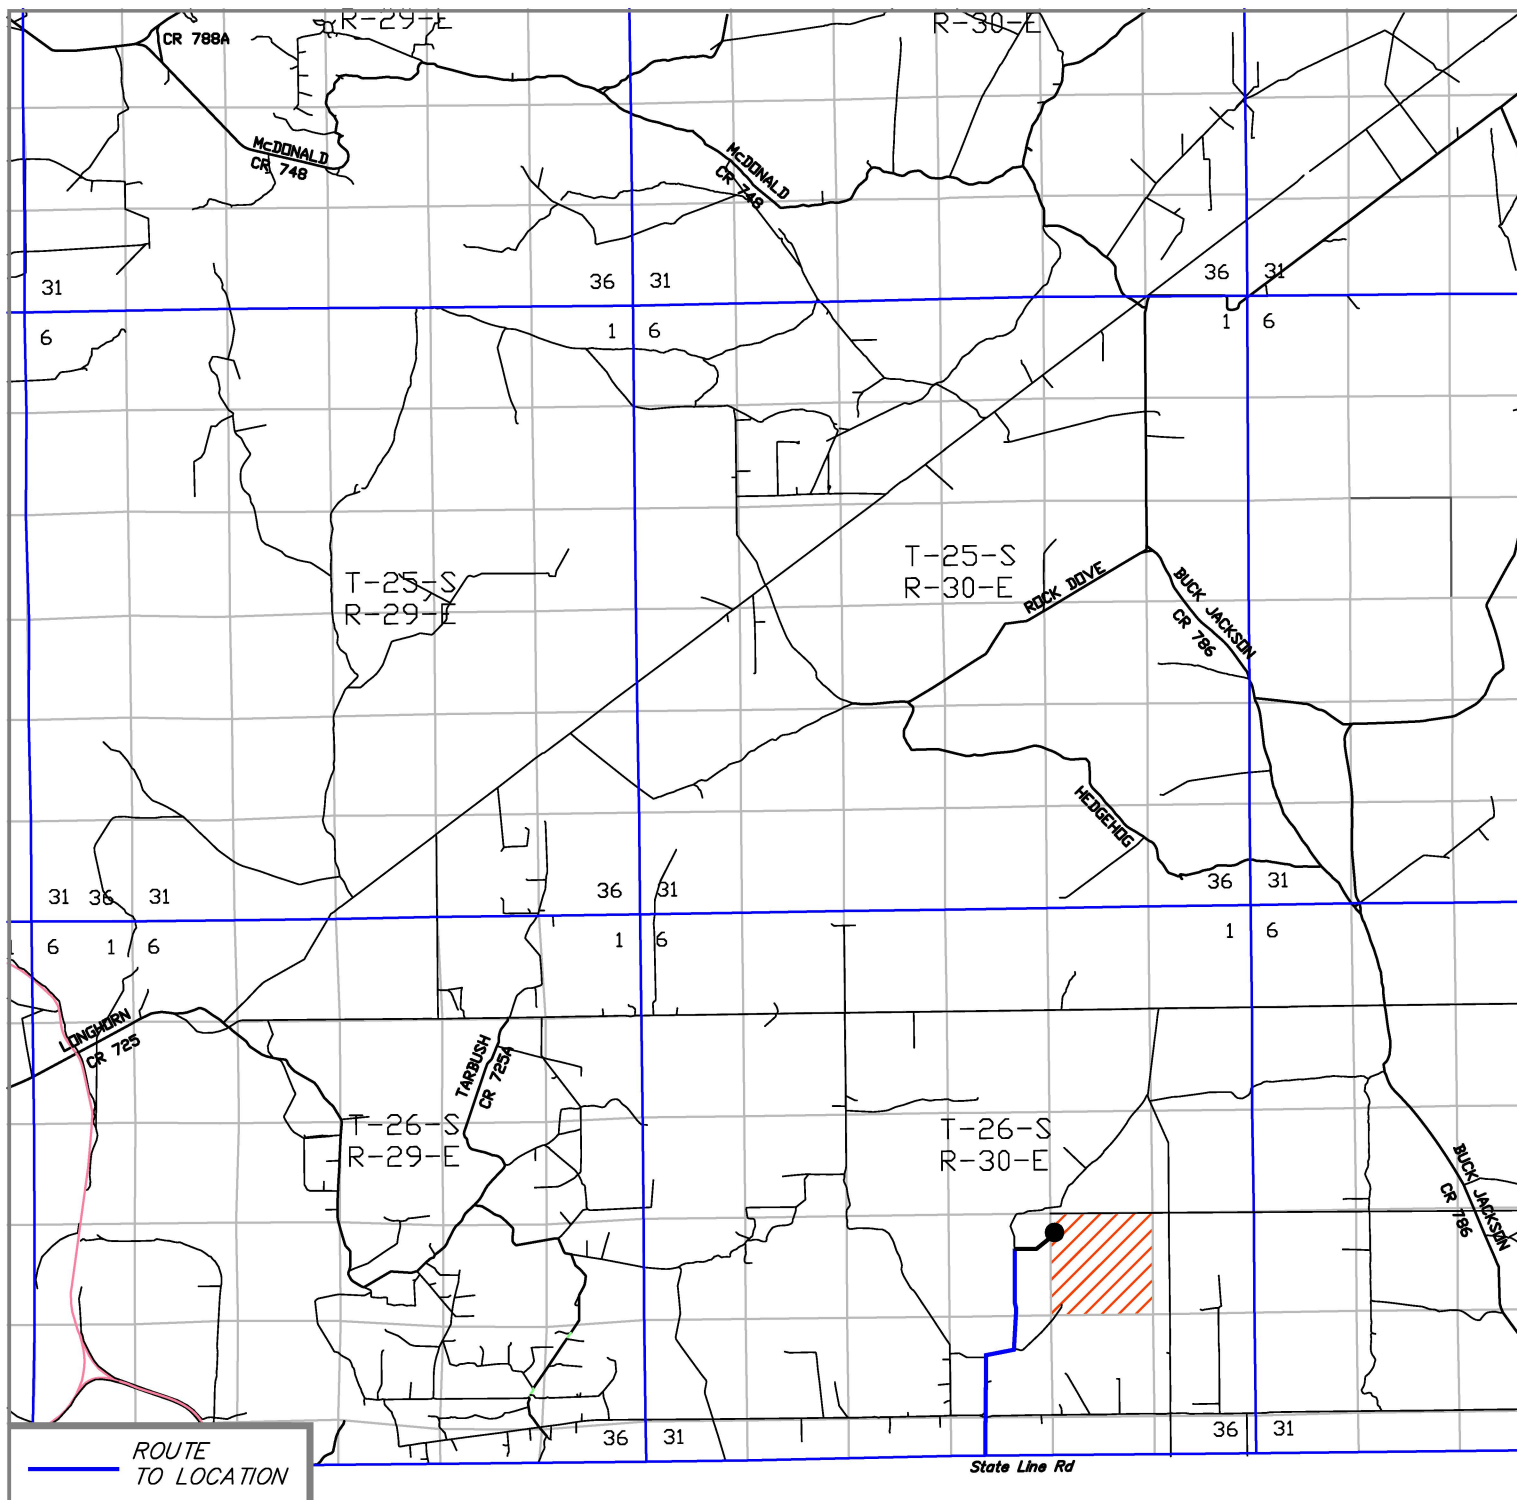 R-29-E
R-30-E
CR 788A
McDONALD
CR 748
McDONALD
CR 748
31
36
31
36
31
6
1
6
1
6
T-25-S
R-29-E
T-25-S
R-30-E
ROCK DOVE
BUCK JACKSON
CR 786
HEDGEHOG
31
36
31
36
31
36
31
6
1
6
1
6
1
6
LONGHORN
CR 725
TARBUSH
CR 725A
T-26-S
R-29-E
T-26-S
R-30-E
BUCK JACKSON
CR 786
36
31
36
31
State Line Rd
ROUTE
TO LOCATION